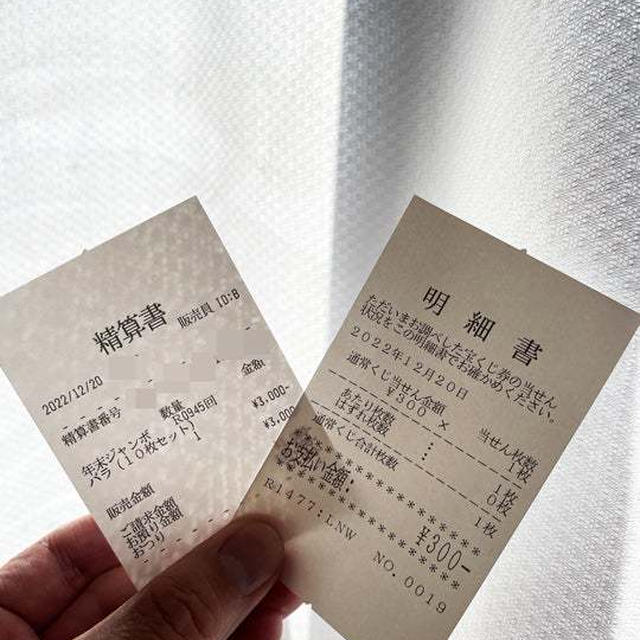 精算書
販売員 ID:B
2022/12/20
精算書番号
数量 金額
R0945回
年末ジャンボ ¥3,000-
バラ(10枚セット) 1 ¥3,000
販売金額
ご請求金額
お預り金額
おつり
明細書
ただいまお調べした宝くじ券の当せん
状況をこの明細書でお確かめください。
2022年12月20日
通常くじ当せん金額 当せん枚数
¥300 × 1枚
あたり枚数 : 1枚
はずれ枚数 : 0枚
通常くじ合計枚数 1枚
*******************
お支払い金額: ¥300-
*******************
R1477:LNW NO.0019